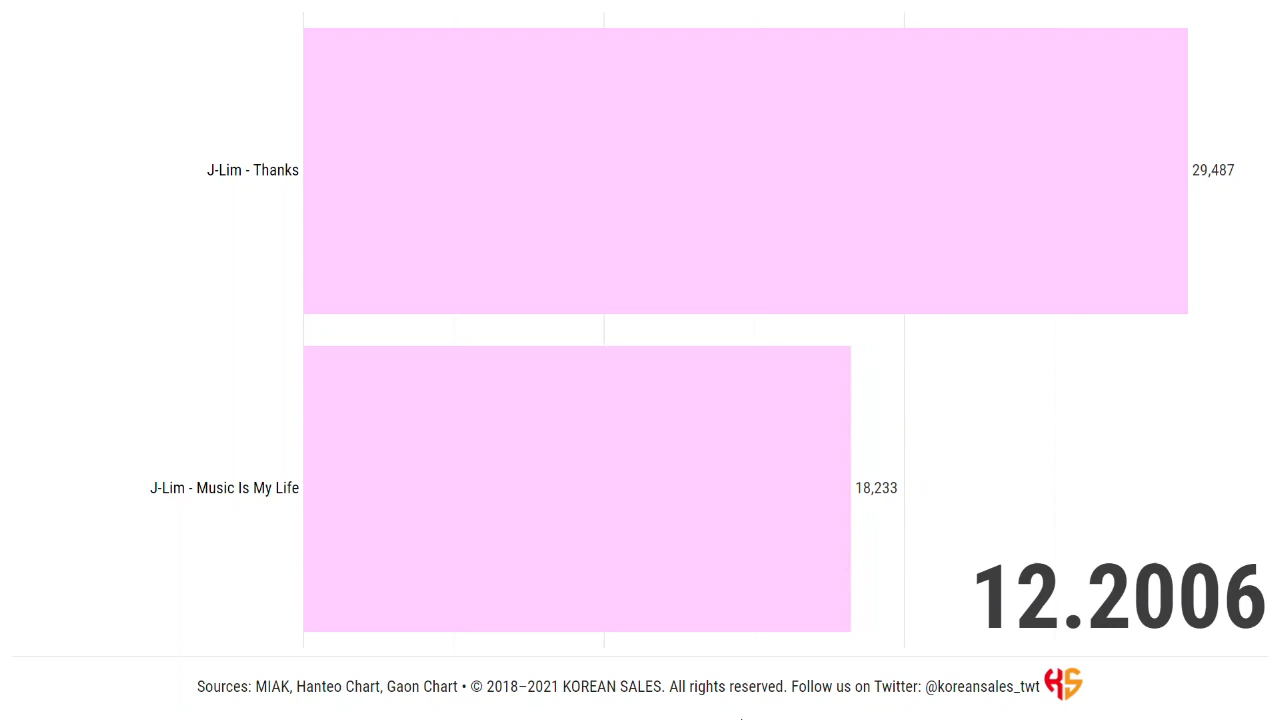 J-Lim - Thanks
29,487
J-Lim - Music Is My Life
18,233
12.2006
Sources: MIAK, Hanteo Chart, Gaon Chart • © 2018–2021 KOREAN SALES. All rights reserved. Follow us on Twitter: @koreansales_twt KS